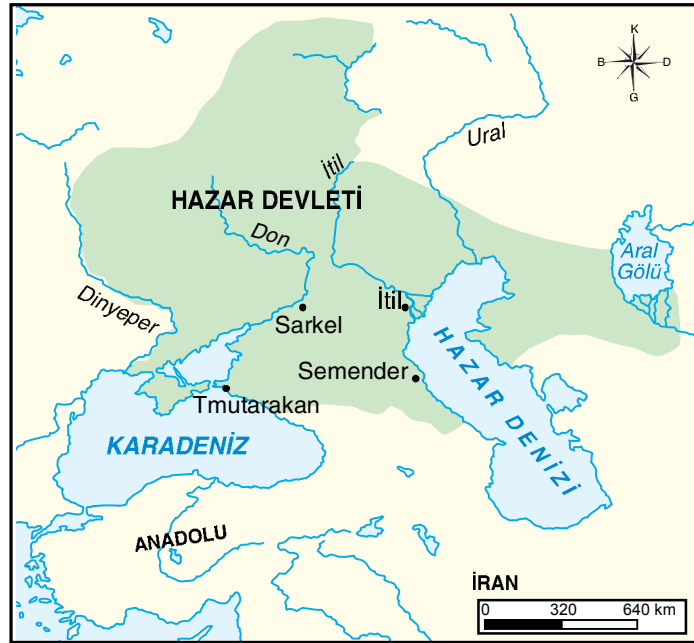 K
B D
G
Ural
İtil
HAZAR DEVLETİ
Don
Aral
Gölü
Dinyeper
İtil
Sarkel
HAZAR DENİZİ
Semender
Tmutarakan
KARADENİZ
ANADOLU
İRAN
0 320 640 km